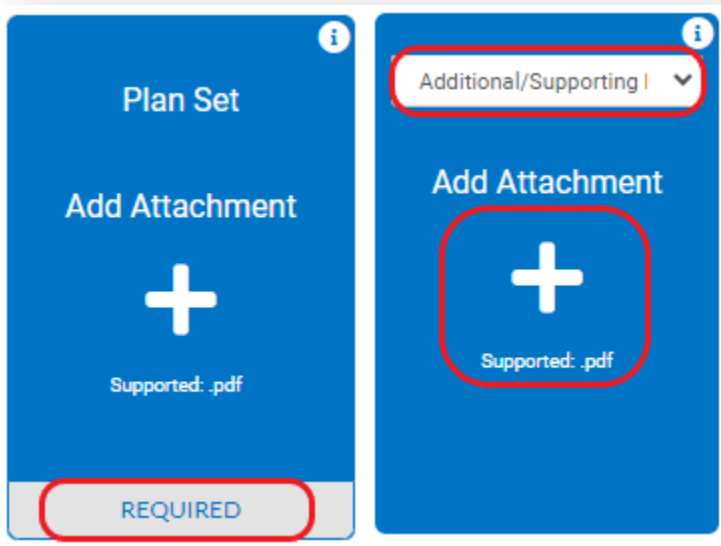 Plan Set
Add Attachment
Supported: .pdf
REQUIRED
Additional/Supporting
Add Attachment
Supported: .pdf